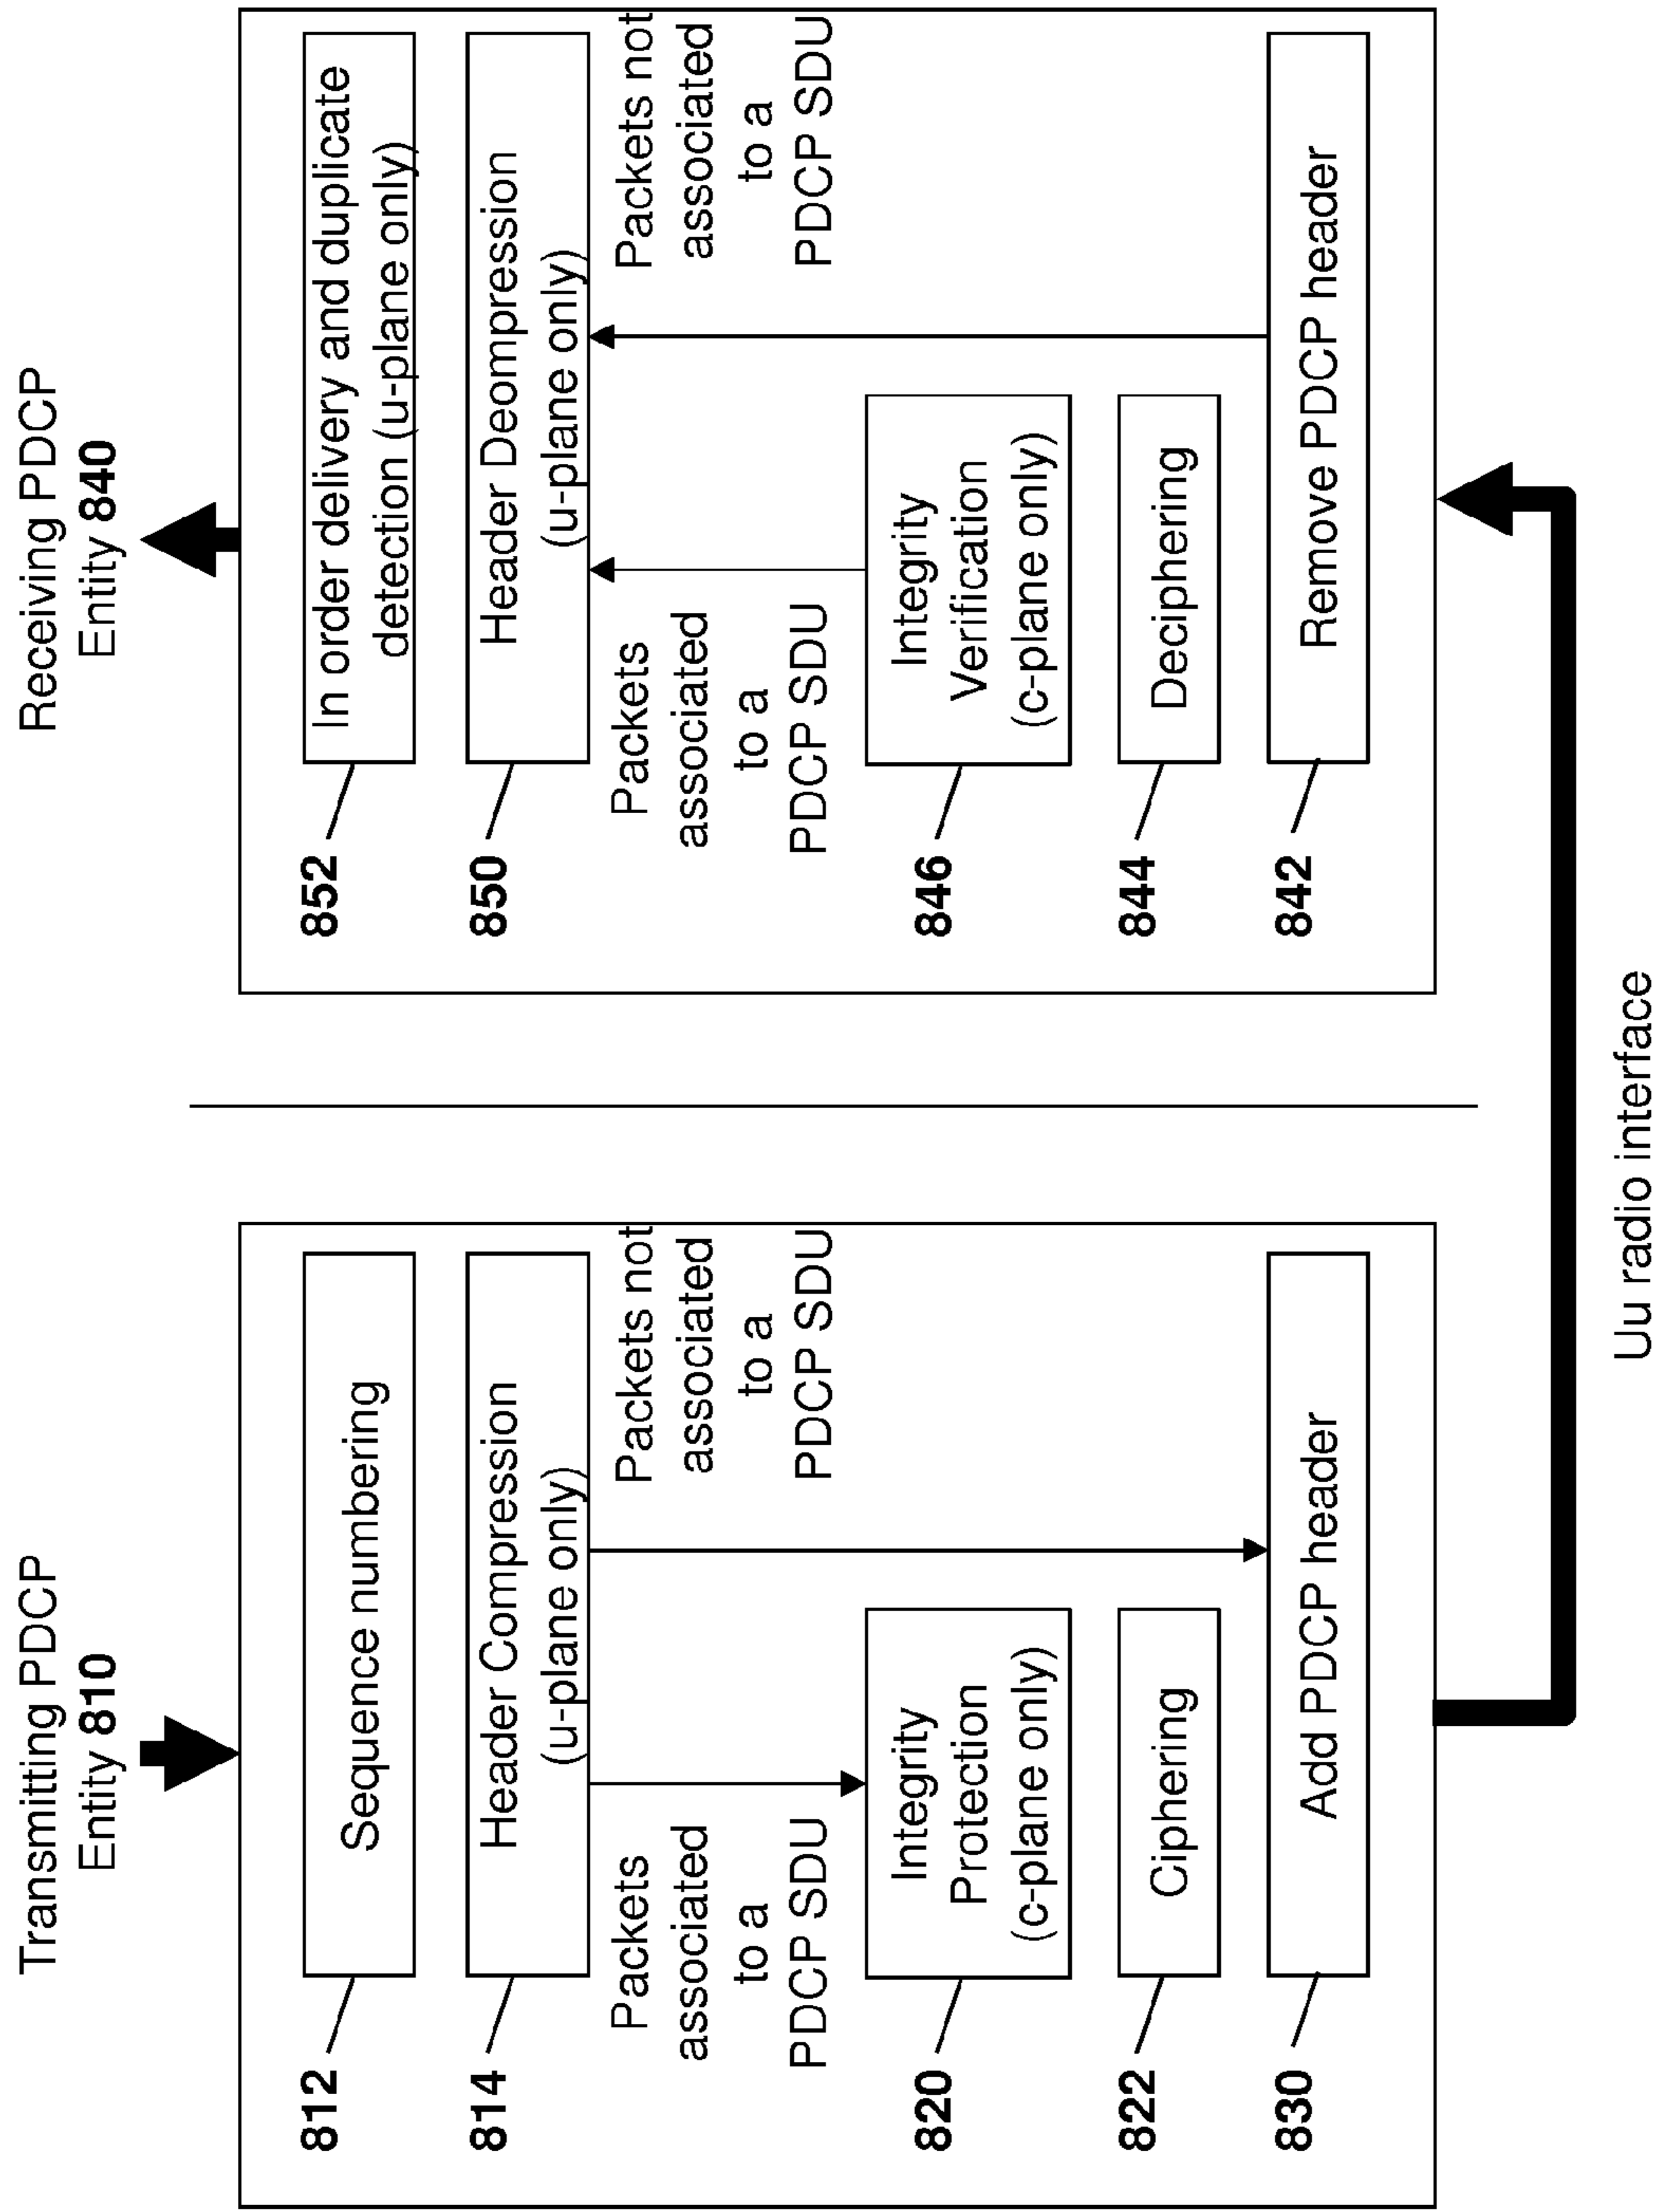 Transmitting PDCP
Entity 810
812
Sequence numbering
814
Header Compression
(u-plane only)
Packets
associated
to a
PDCP SDU
Packets not
associated
to a
PDCP SDU
820
Integrity
Protection
(c-plane only)
822
Ciphering
830
Add PDCP header
Receiving PDCP
Entity 840
852
In order delivery and duplicate
detection (u-plane only)
850
Header Deompression
(u-plane only)
Packets
associated
to a
PDCP SDU
Packets not
associated
to a
PDCP SDU
846
Integrity
Verification
(c-plane only)
844
Deciphering
842
Remove PDCP header
Uu radio interface